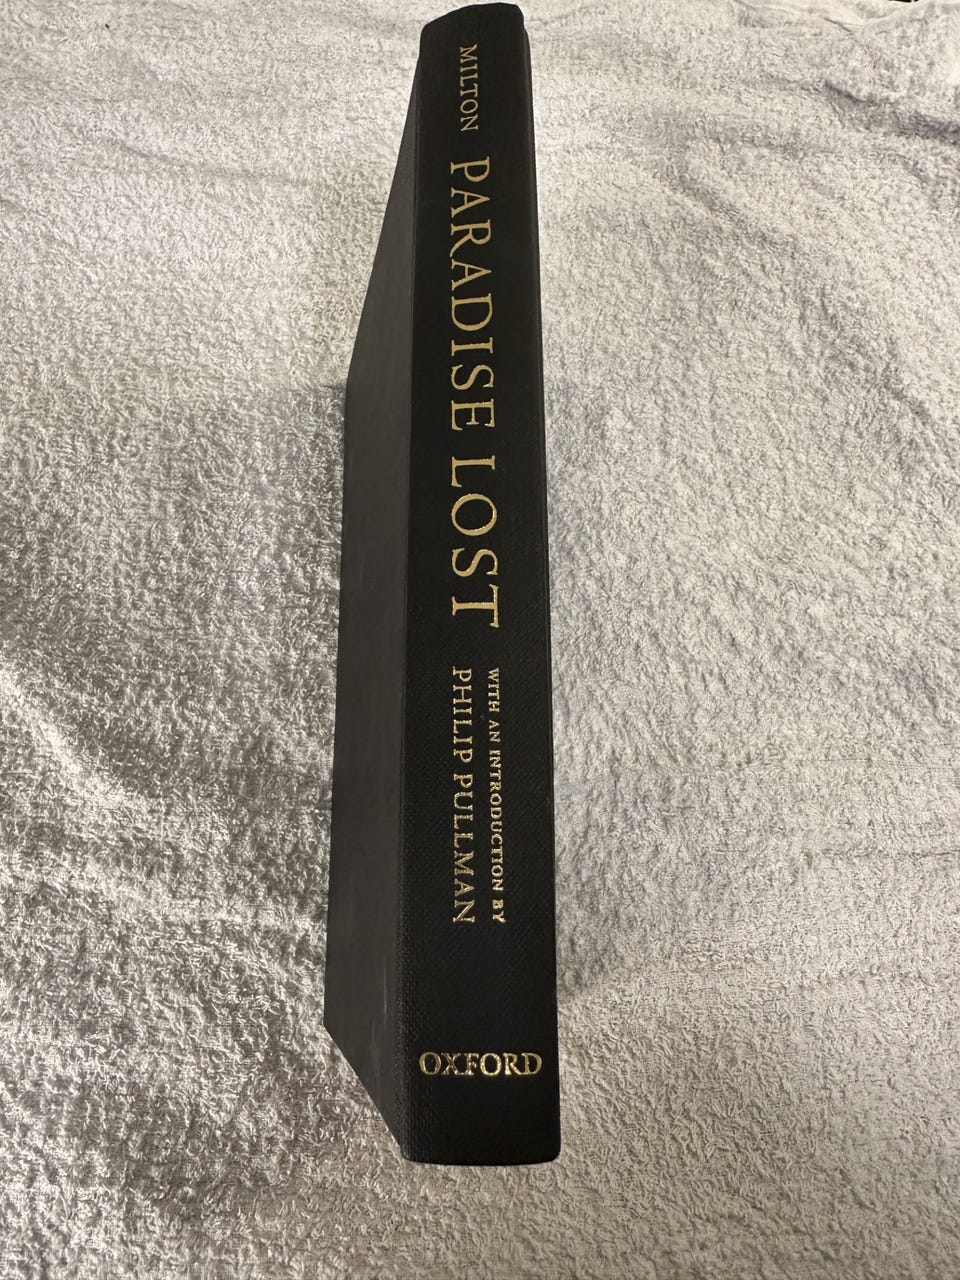 MILTON
PARADISE LOST
WITH AN INTRODUCTION BY
PHILIP PULLMAN
OXFORD